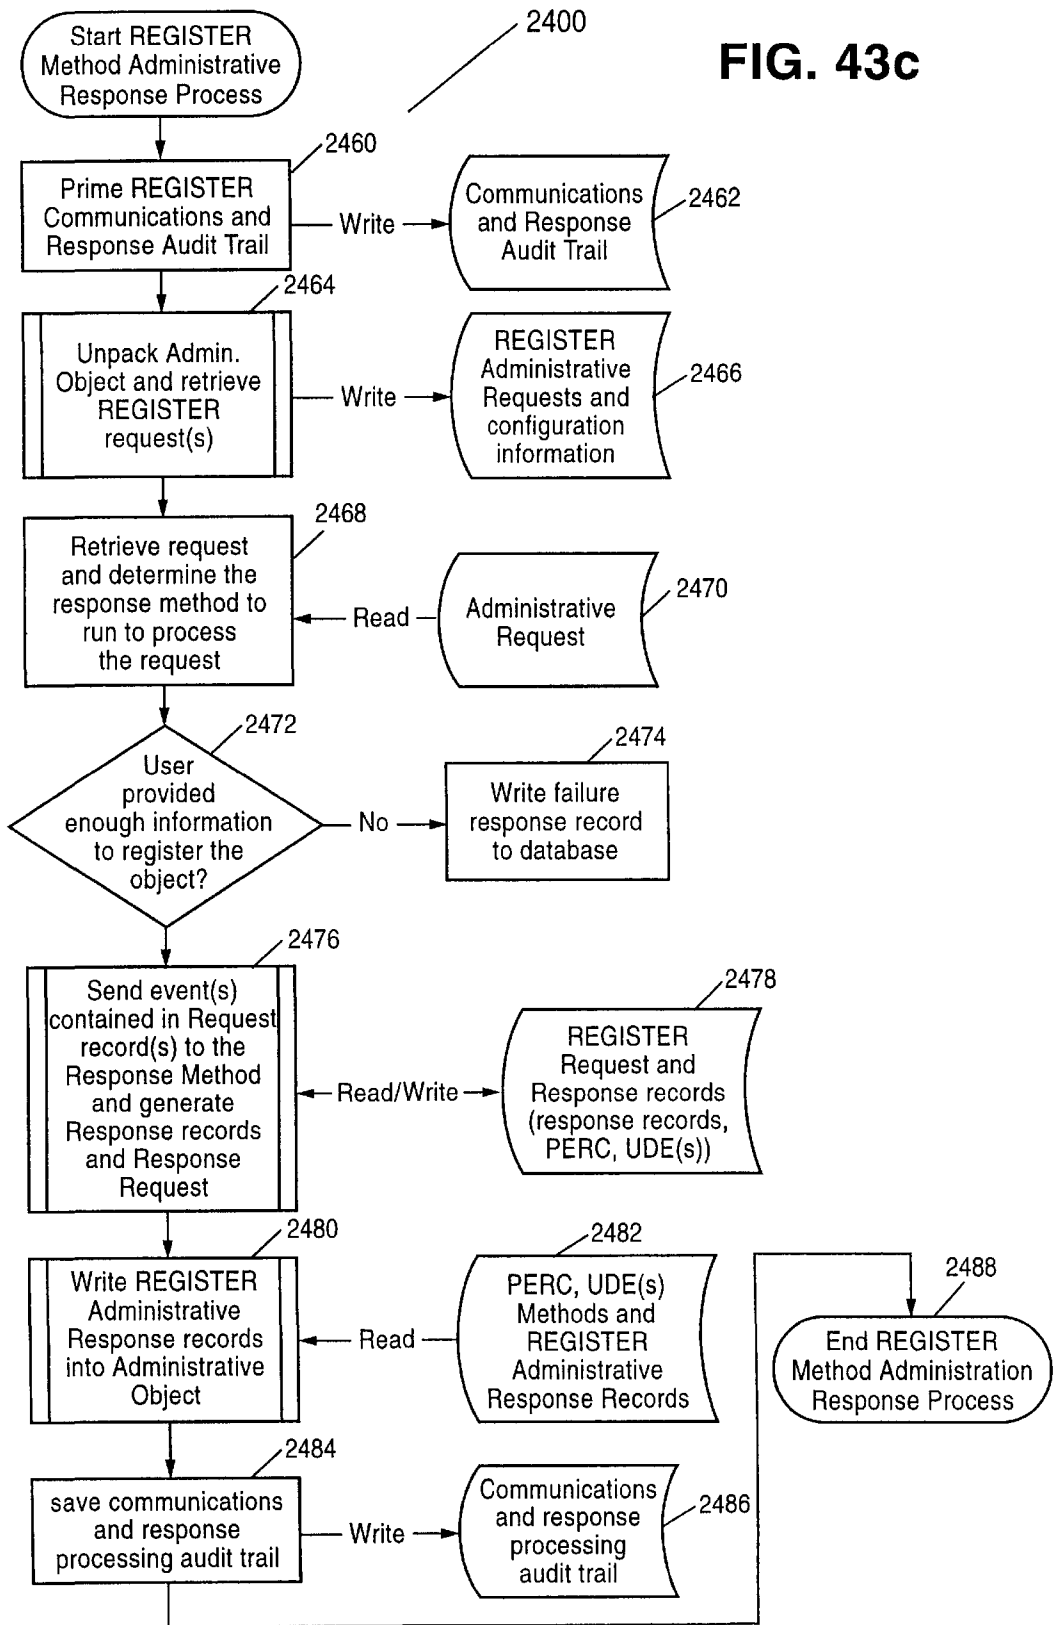 Start REGISTER
Method Administrative
Response Process
2400
FIG. 43c
2460
Prime REGISTER
Communications and
Response Audit Trail
Write
Communications
and Response
Audit Trail
2462
2464
Unpack Admin.
Object and retrieve
REGISTER
request(s)
Write
REGISTER
Administrative
Requests and
configuration
information
2466
2468
Retrieve request
and determine the
response method to
run to process
the request
Read
Administrative
Request
2470
2472
User
provided
enough information
to register the
object?
No
2474
Write failure
response record
to database
2476
Send event(s)
contained in Request
record(s) to the
Response Method
and generate
Response records
and Response
Request
Read/Write
2478
REGISTER
Request and
Response records
(response records,
PERC, UDE(s))
2480
Write REGISTER
Administrative
Response records
into Administrative
Object
Read
2482
PERC, UDE(s)
Methods and
REGISTER
Administrative
Response Records
2484
save communications
and response
processing audit trail
Write
Communications
and response
processing
audit trail
2486
2488
End REGISTER
Method Administration
Response Process